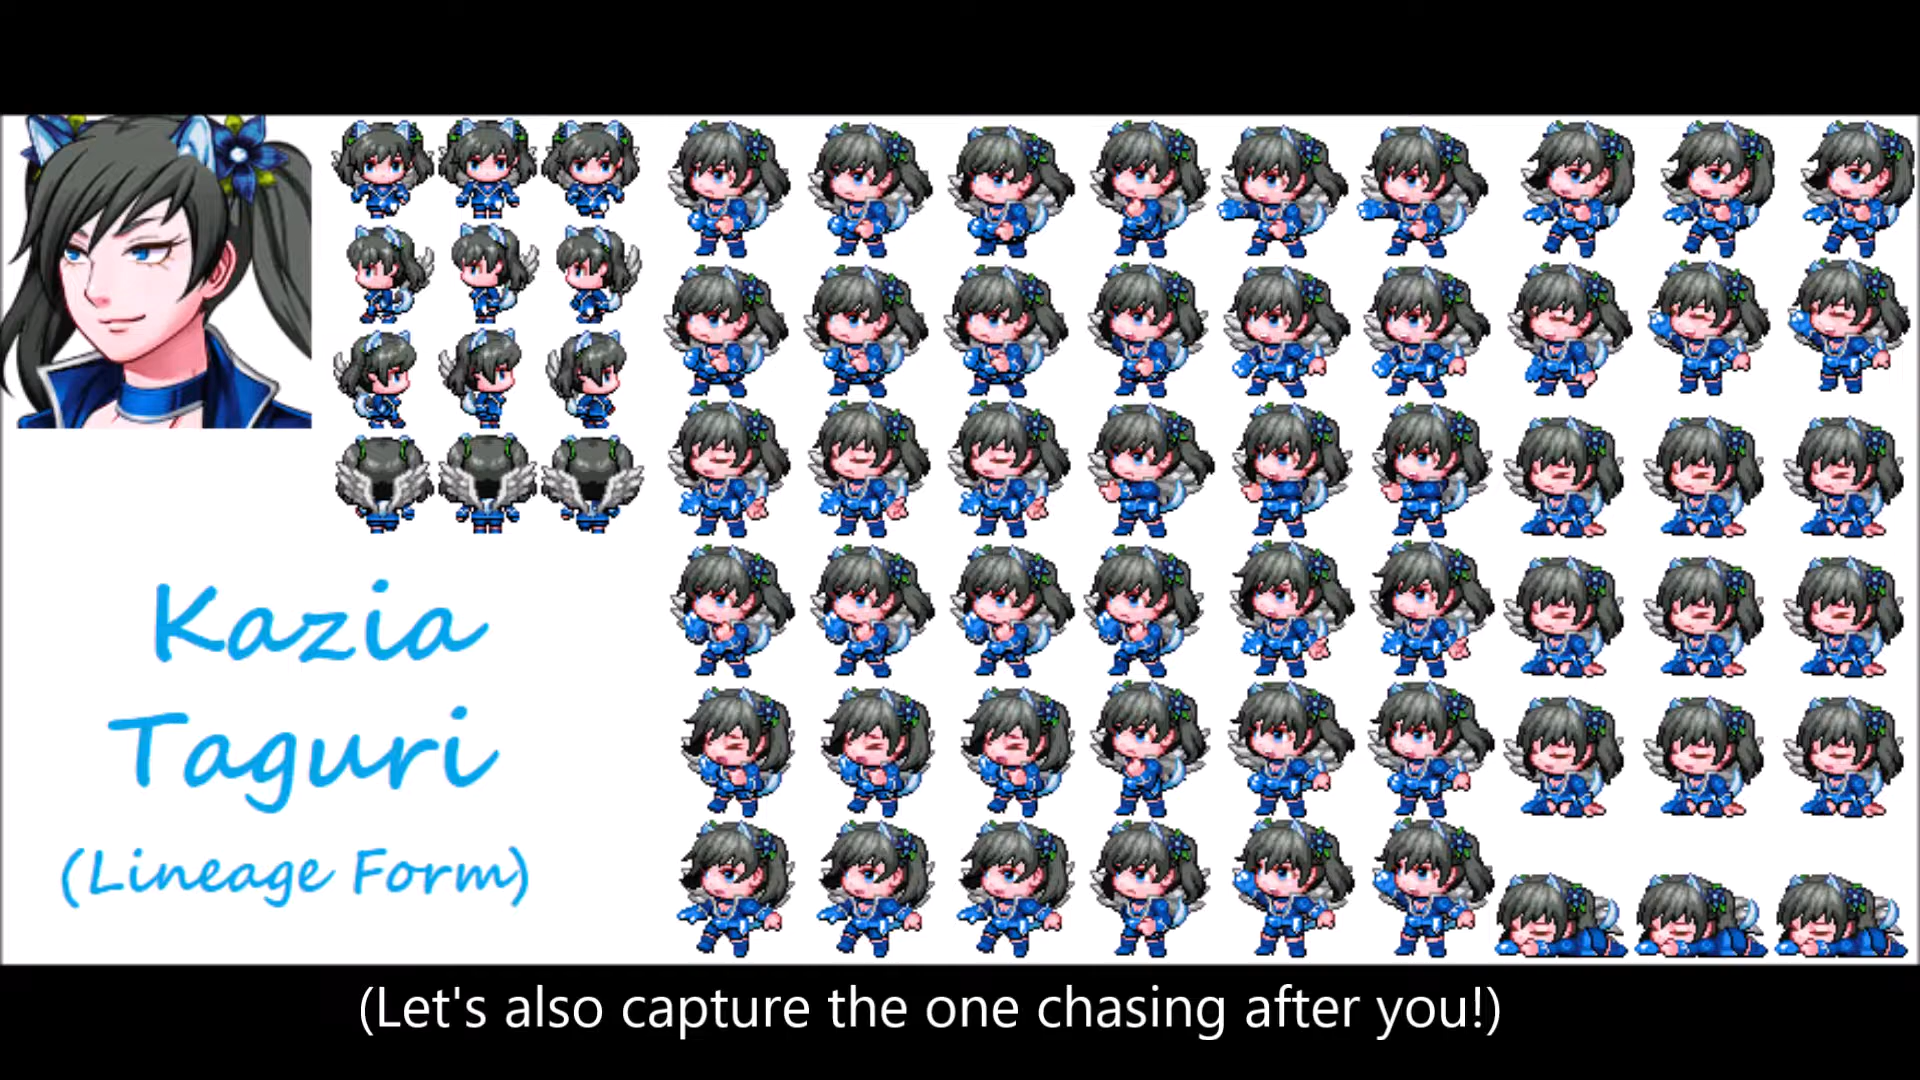 Kazia
Taguri
(Lineage Form)
(Let's also capture the one chasing after you!)